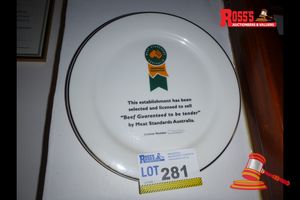 ROSS'S
AUCTIONEERS & VALUERS
This establishment has been
selected and licensed to sell
"Beef Guaranteed to be tender"
by Meat Standards Australia.
ROSS'S
LOT 281